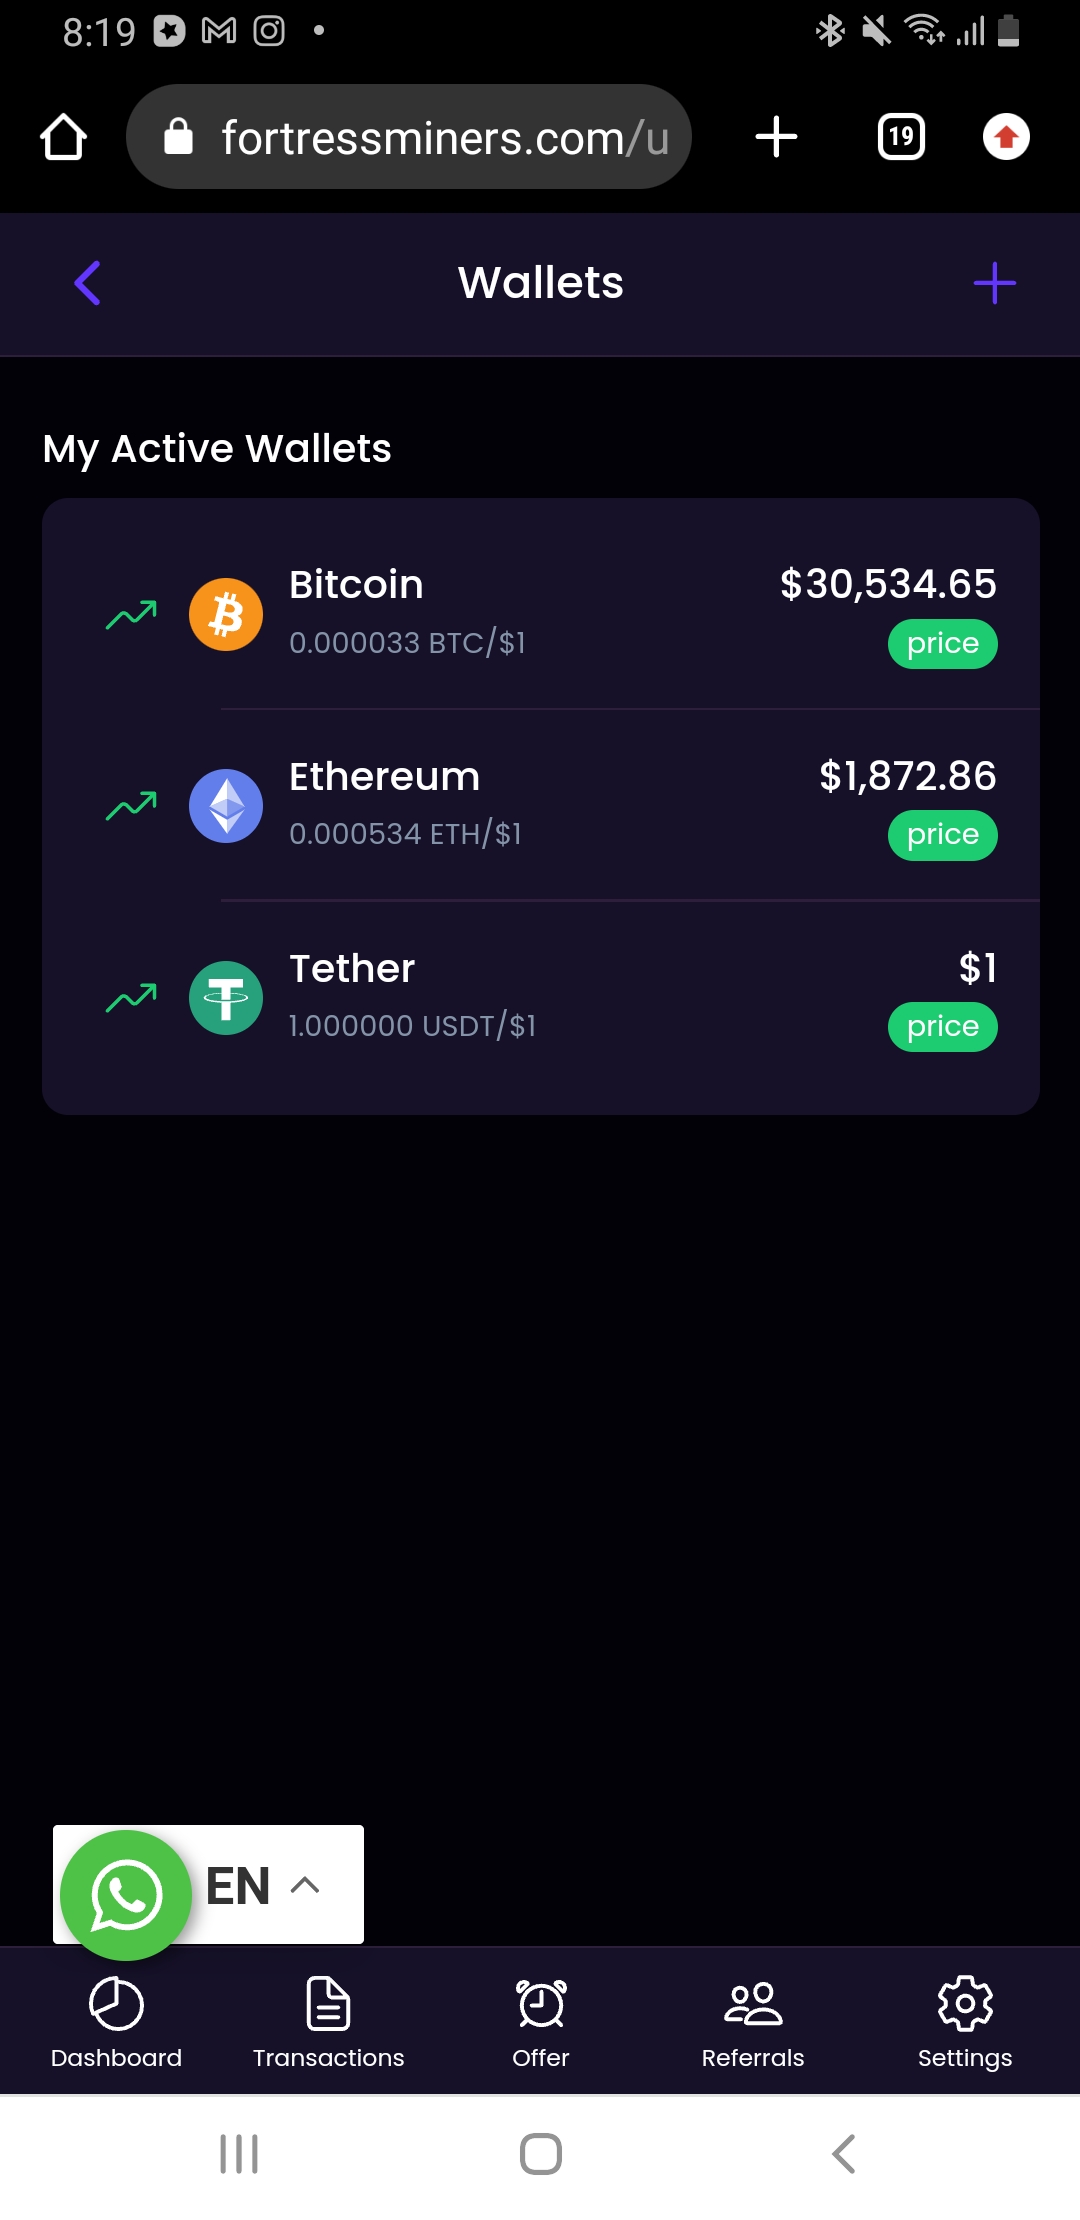 8:19
fortressminers.com/u
19
Wallets
My Active Wallets
Bitcoin
$30,534.65
0.000033 BTC/$1
price
Ethereum
$1,872.86
0.000534 ETH/$1
price
Tether
$1
1.000000 USDT/$1
price
EN
Dashboard
Transactions
Offer
Referrals
Settings